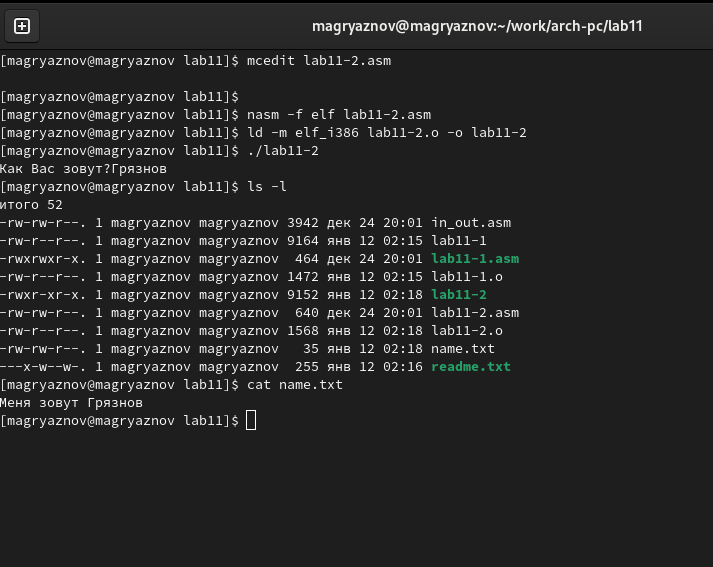 magryaznov@magryaznov:~/work/arch-pc/lab11
[magryaznov@magryaznov lab11]$ mcedit lab11-2.asm
[magryaznov@magryaznov lab11]$
[magryaznov@magryaznov lab11]$ nasm -f elf lab11-2.asm
[magryaznov@magryaznov lab11]$ ld -m elf_i386 lab11-2.o -o lab11-2
[magryaznov@magryaznov lab11]$ ./lab11-2
Как Вас зовут?Грязнов
[magryaznov@magryaznov lab11]$ ls -l
итого 52
-rw-rw-r--. 1 magryaznov magryaznov 3942 дек 24 20:01 in_out.asm
-rw-r--r--. 1 magryaznov magryaznov 9164 янв 12 02:15 lab11-1
-rwxrwxr-x. 1 magryaznov magryaznov  464 дек 24 20:01 lab11-1.asm
-rw-r--r--. 1 magryaznov magryaznov 1472 янв 12 02:15 lab11-1.o
-rwxr-xr-x. 1 magryaznov magryaznov 9152 янв 12 02:18 lab11-2
-rw-rw-r--. 1 magryaznov magryaznov  640 дек 24 20:01 lab11-2.asm
-rw-r--r--. 1 magryaznov magryaznov 1568 янв 12 02:18 lab11-2.o
-rw-rw-r--. 1 magryaznov magryaznov   35 янв 12 02:18 name.txt
---x-w--w-. 1 magryaznov magryaznov  255 янв 12 02:16 readme.txt
[magryaznov@magryaznov lab11]$ cat name.txt
Меня зовут Грязнов
[magryaznov@magryaznov lab11]$